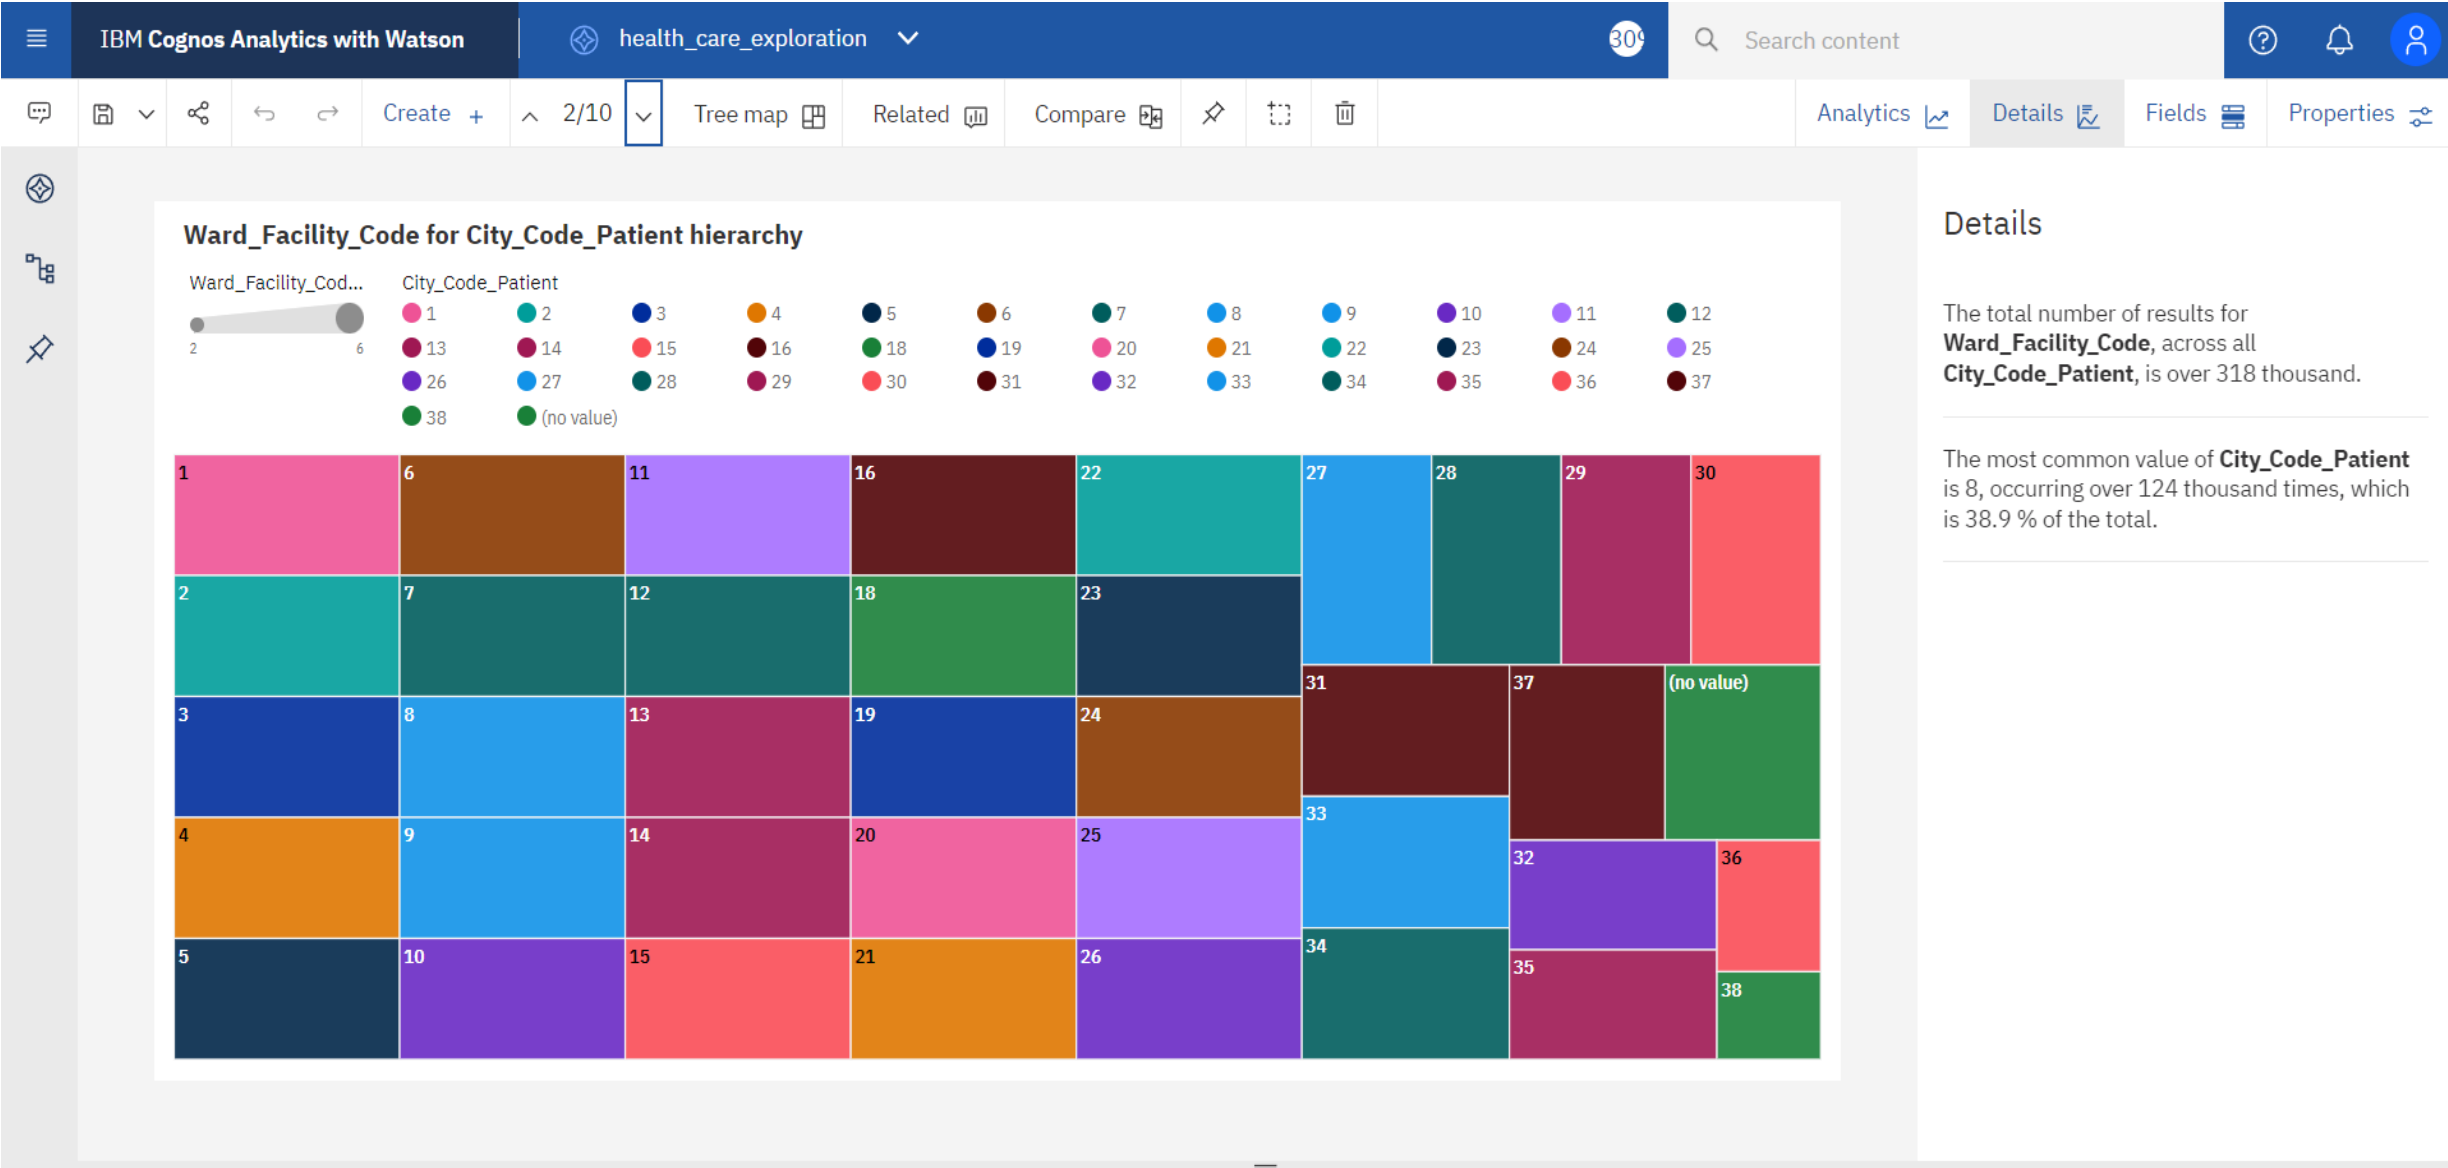 IBM Cognos Analytics with Watson
health_care_exploration
Search content
Create + 2/10 Tree map Related Compare
Analytics Details Fields Properties
Ward_Facility_Code for City_Code_Patient hierarchy
Ward_Facility_Cod...
2 6
City_Code_Patient
1 2 3 4 5 6 7 8 9 10 11 12
13 14 15 16 18 19 20 21 22 23 24 25
26 27 28 29 30 31 32 33 34 35 36 37
38 (no value)
1 6 11 16 22 27 28 29 30
2 7 12 18 23
31 37 (no value)
3 8 13 19 24
33
4 9 14 20 25
32 36
34
5 10 15 21 26
35
38
Details
The total number of results for
Ward_Facility_Code, across all
City_Code_Patient, is over 318 thousand.
The most common value of City_Code_Patient
is 8, occurring over 124 thousand times, which
is 38.9 % of the total.